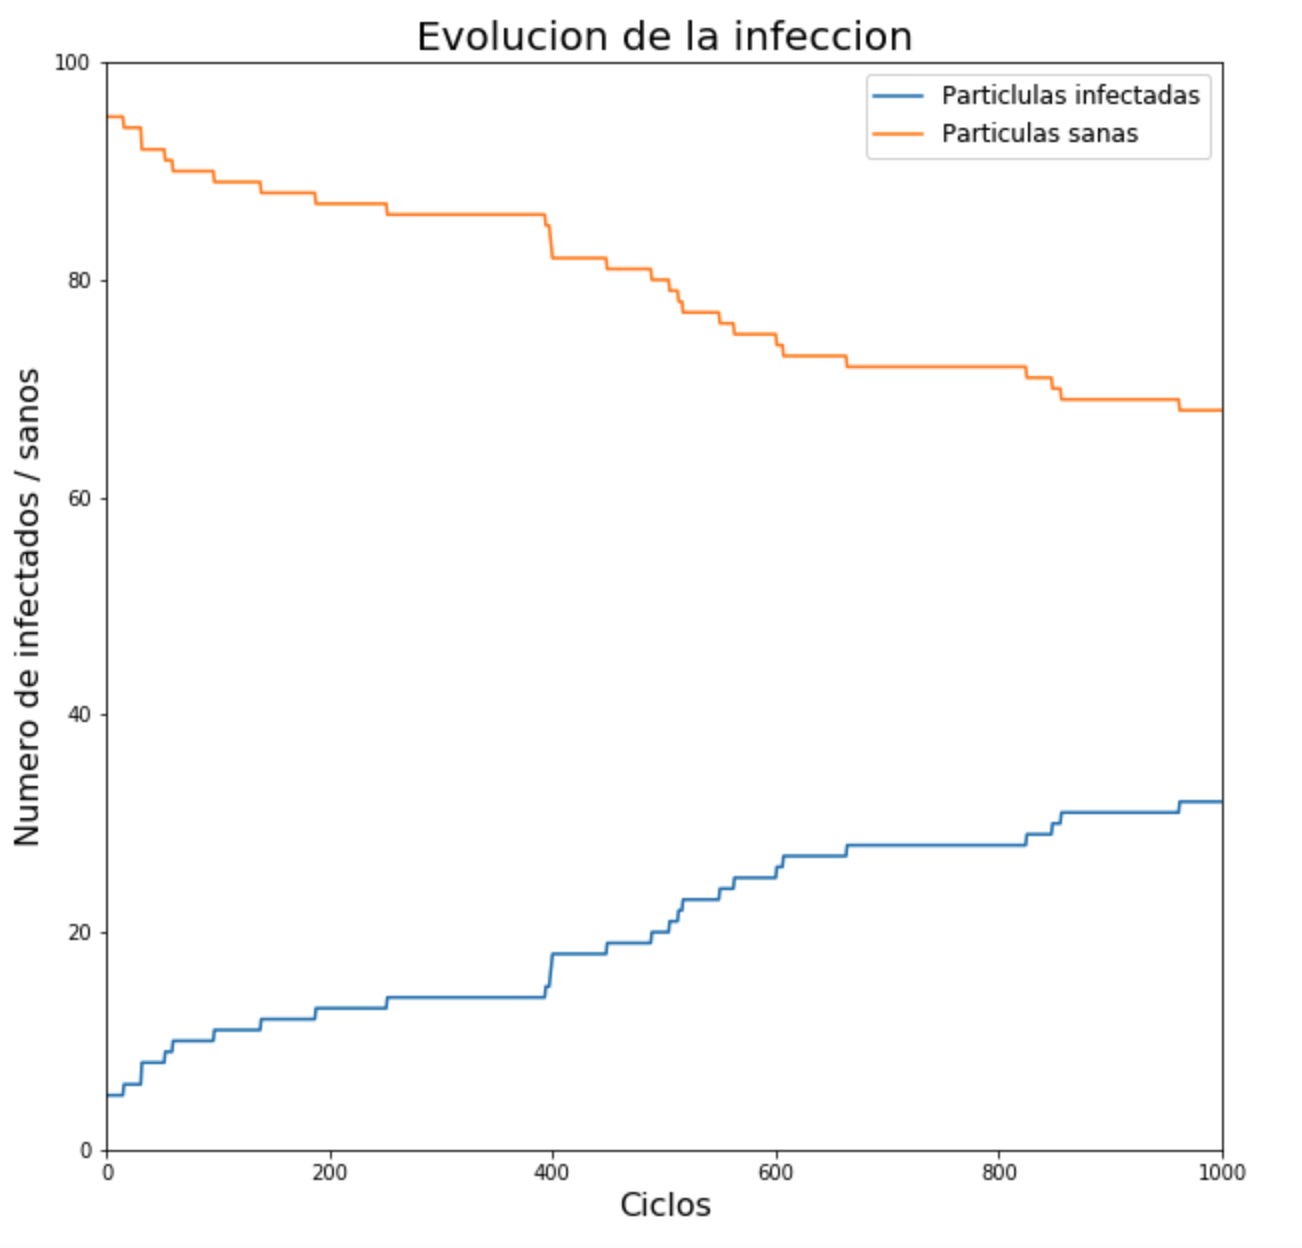 Evolucion de la infeccion
Particlulas infectadas
Particulas sanas
Numero de infectados / sanos
100
80
60
40
20
0
0 200 400 600 800 1000
Ciclos